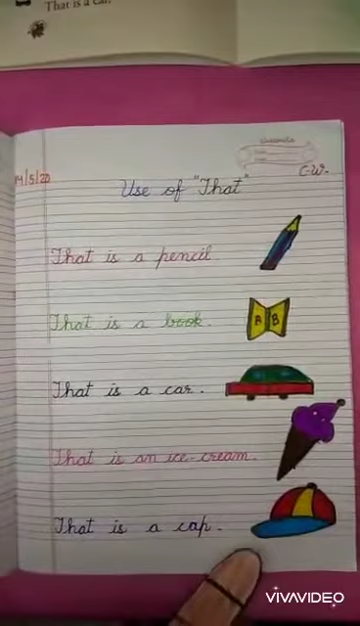 That is a car.
Classmate
14/5/20
C.W.
Use of "That"
That is a pencil
That is a book.
A B
That is a car.
That is an ice-cream.
That is a cap.
VIVAVIDEO